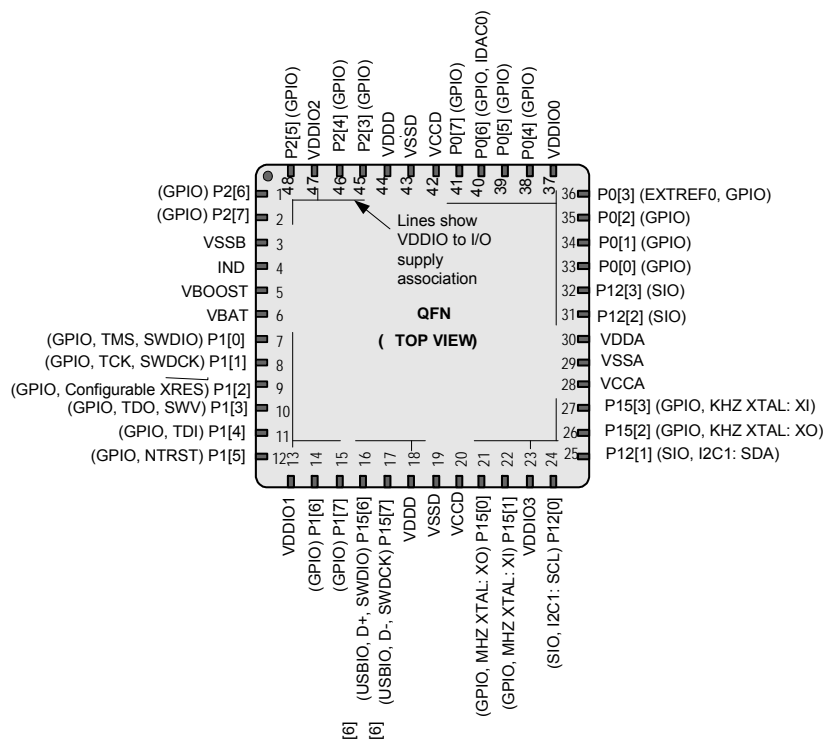 P2[5] (GPIO)
VDDIO2
P2[4] (GPIO)
P2[3] (GPIO)
VDDD
VSSD
VCCD
P0[7] (GPIO)
P0[6] (GPIO, IDAC0)
P0[5] (GPIO)
P0[4] (GPIO)
VDDIO0
48
47
46
45
44
43
42
41
40
39
38
37
(GPIO) P2[6] 1
(GPIO) P2[7] 2
VSSB 3
IND 4
VBOOST 5
VBAT 6
(GPIO, TMS, SWDIO) P1[0] 7
(GPIO, TCK, SWDCK) P1[1] 8
(GPIO, Configurable XRES) P1[2] 9
(GPIO, TDO, SWV) P1[3] 10
(GPIO, TDI) P1[4] 11
(GPIO, NTRST) P1[5] 12
Lines show
VDDIO to I/O
supply
association
QFN
( TOP VIEW)
36 P0[3] (EXTREF0, GPIO)
35 P0[2] (GPIO)
34 P0[1] (GPIO)
33 P0[0] (GPIO)
32 P12[3] (SIO)
31 P12[2] (SIO)
30 VDDA
29 VSSA
28 VCCA
27 P15[3] (GPIO, KHZ XTAL: XI)
26 P15[2] (GPIO, KHZ XTAL: XO)
25 P12[1] (SIO, I2C1: SDA)
13
14
15
16
17
18
19
20
21
22
23
24
VDDIO1
(GPIO) P1[6]
(GPIO) P1[7]
(USBIO, D+, SWDIO) P15[6]
(USBIO, D-, SWDCK) P15[7]
VDDD
VSSD
VCCD
(GPIO, MHZ XTAL: XO) P15[0]
(GPIO, MHZ XTAL: XI) P15[1]
VDDIO3
(SIO, I2C1: SCL) P12[0]
[6]
[6]